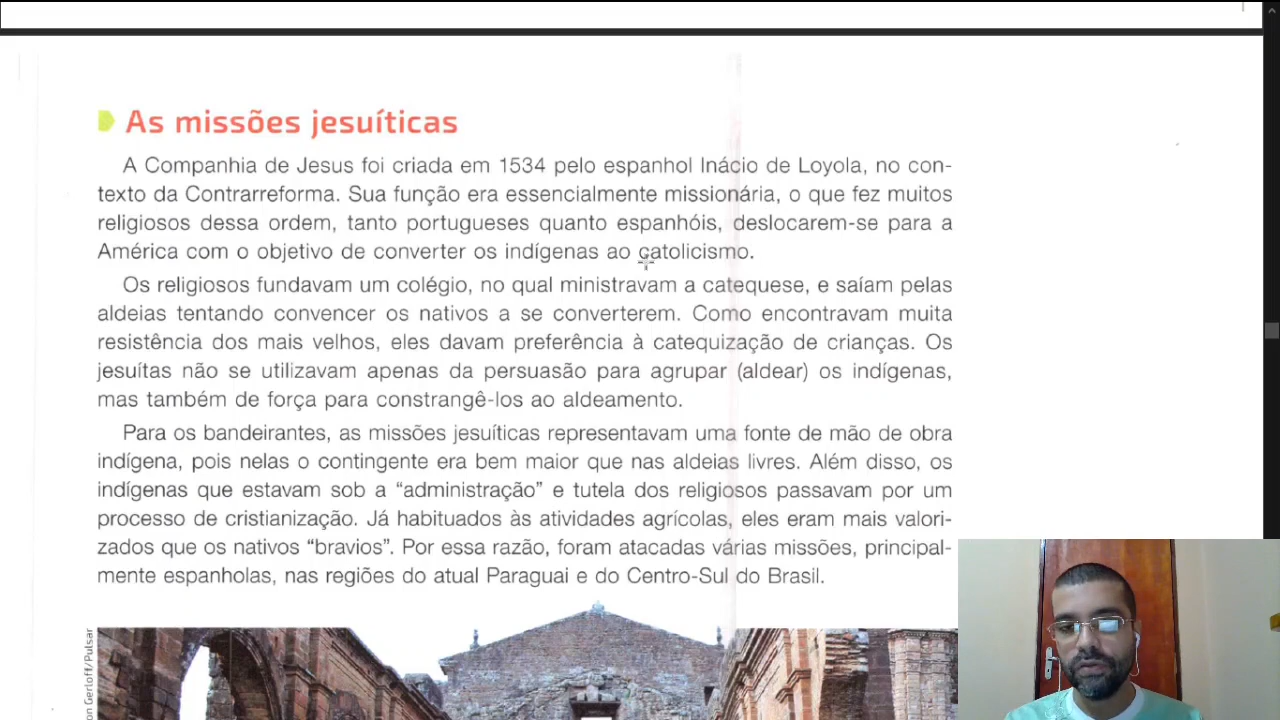 As missões jesuíticas
A Companhia de Jesus foi criada em 1534 pelo espanhol Inácio de Loyola, no con-
texto da Contrarreforma. Sua função era essencialmente missionária, o que fez muitos
religiosos dessa ordem, tanto portugueses quanto espanhóis, deslocarem-se para a
América com o objetivo de converter os indígenas ao catolicismo.
Os religiosos fundavam um colégio, no qual ministravam a catequese, e saíam pelas
aldeias tentando convencer os nativos a se converterem. Como encontravam muita
resistência dos mais velhos, eles davam preferência à catequização de crianças. Os
jesuítas não se utilizavam apenas da persuasão para agrupar (aldear) os indígenas,
mas também de força para constrangê-los ao aldeamento.
Para os bandeirantes, as missões jesuíticas representavam uma fonte de mão de obra
indígena, pois nelas o contingente era bem maior que nas aldeias livres. Além disso, os
indígenas que estavam sob a “administração” e tutela dos religiosos passavam por um
processo de cristianização. Já habituados às atividades agrícolas, eles eram mais valori-
zados que os nativos “bravios”. Por essa razão, foram atacadas várias missões, principal-
mente espanholas, nas regiões do atual Paraguai e do Centro-Sul do Brasil.
Gerloff/Pulsar